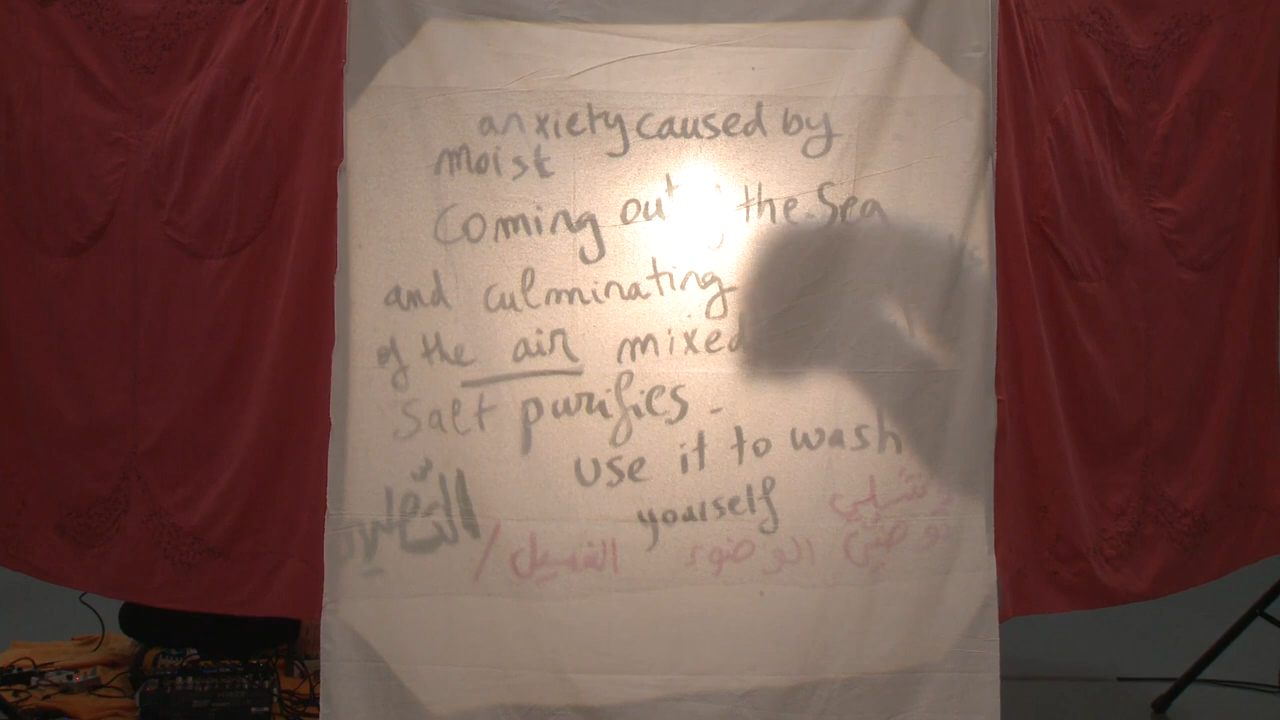 anxiety caused by
moist
Coming out the Sea
and culminating
of the air mixed
Salt purifies -
use it to wash
yourself
الغسيل / الوضوء